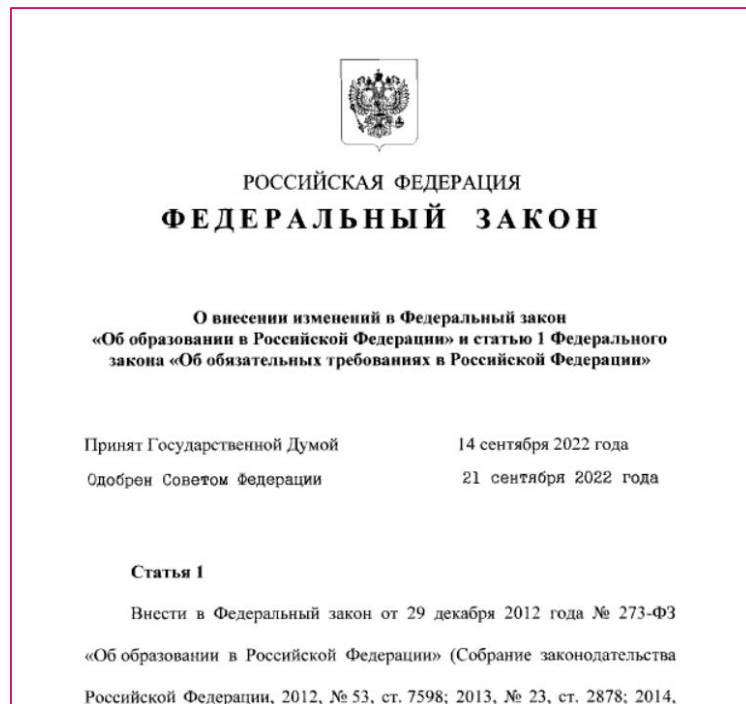 РОССИЙСКАЯ ФЕДЕРАЦИЯ
ФЕДЕРАЛЬНЫЙ ЗАКОН
О внесении изменений в Федеральный закон
«Об образовании в Российской Федерации» и статью 1 Федерального
закона «Об обязательных требованиях в Российской Федерации»
Принят Государственной Думой 14 сентября 2022 года
Одобрен Советом Федерации 21 сентября 2022 года
Статья 1
Внести в Федеральный закон от 29 декабря 2012 года № 273-ФЗ
«Об образовании в Российской Федерации» (Собрание законодательства
Российской Федерации, 2012, № 53, ст. 7598; 2013, № 23, ст. 2878; 2014,